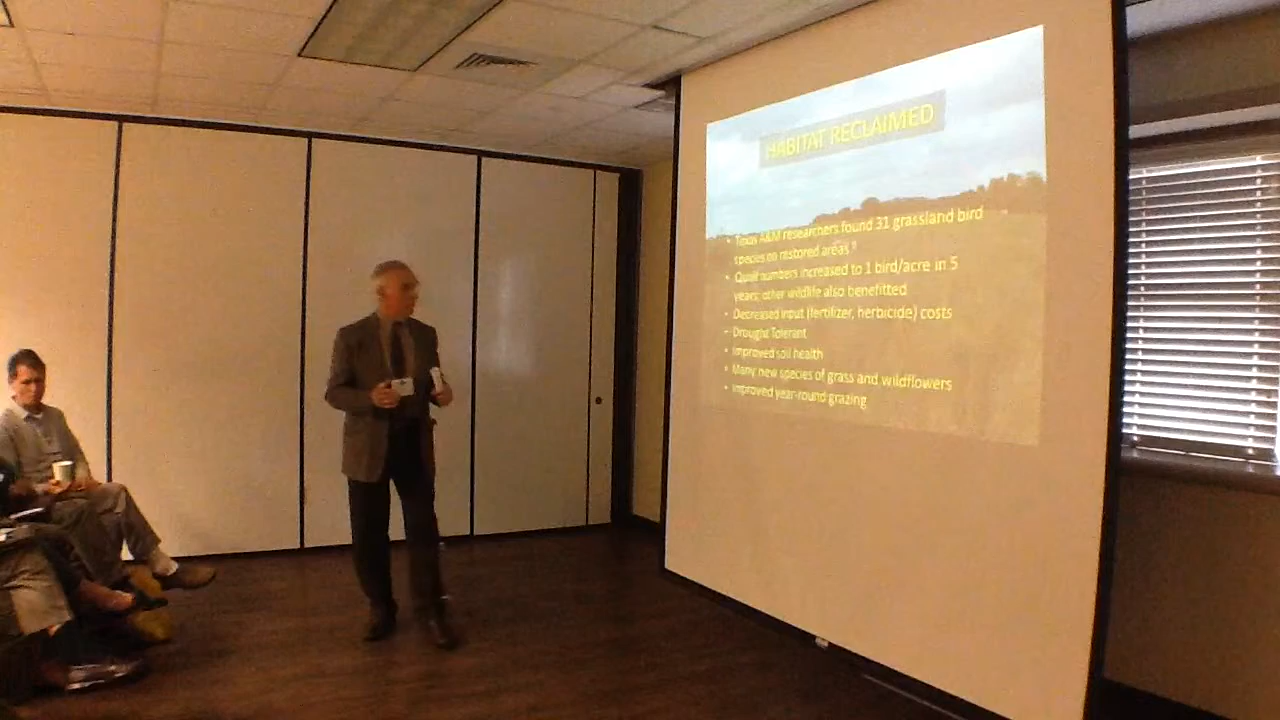 HABITAT RECLAIMED
• Texas A&M researchers found 31 grassland bird
species on restored areas
• Quail numbers increased to 1 bird/acre in 5
years; other wildlife also benefitted
• Decreased input (fertilizer, herbicide) costs
• Drought Tolerant
• Improved soil health
• Many new species of grass and wildflowers
• Improved year-round grazing